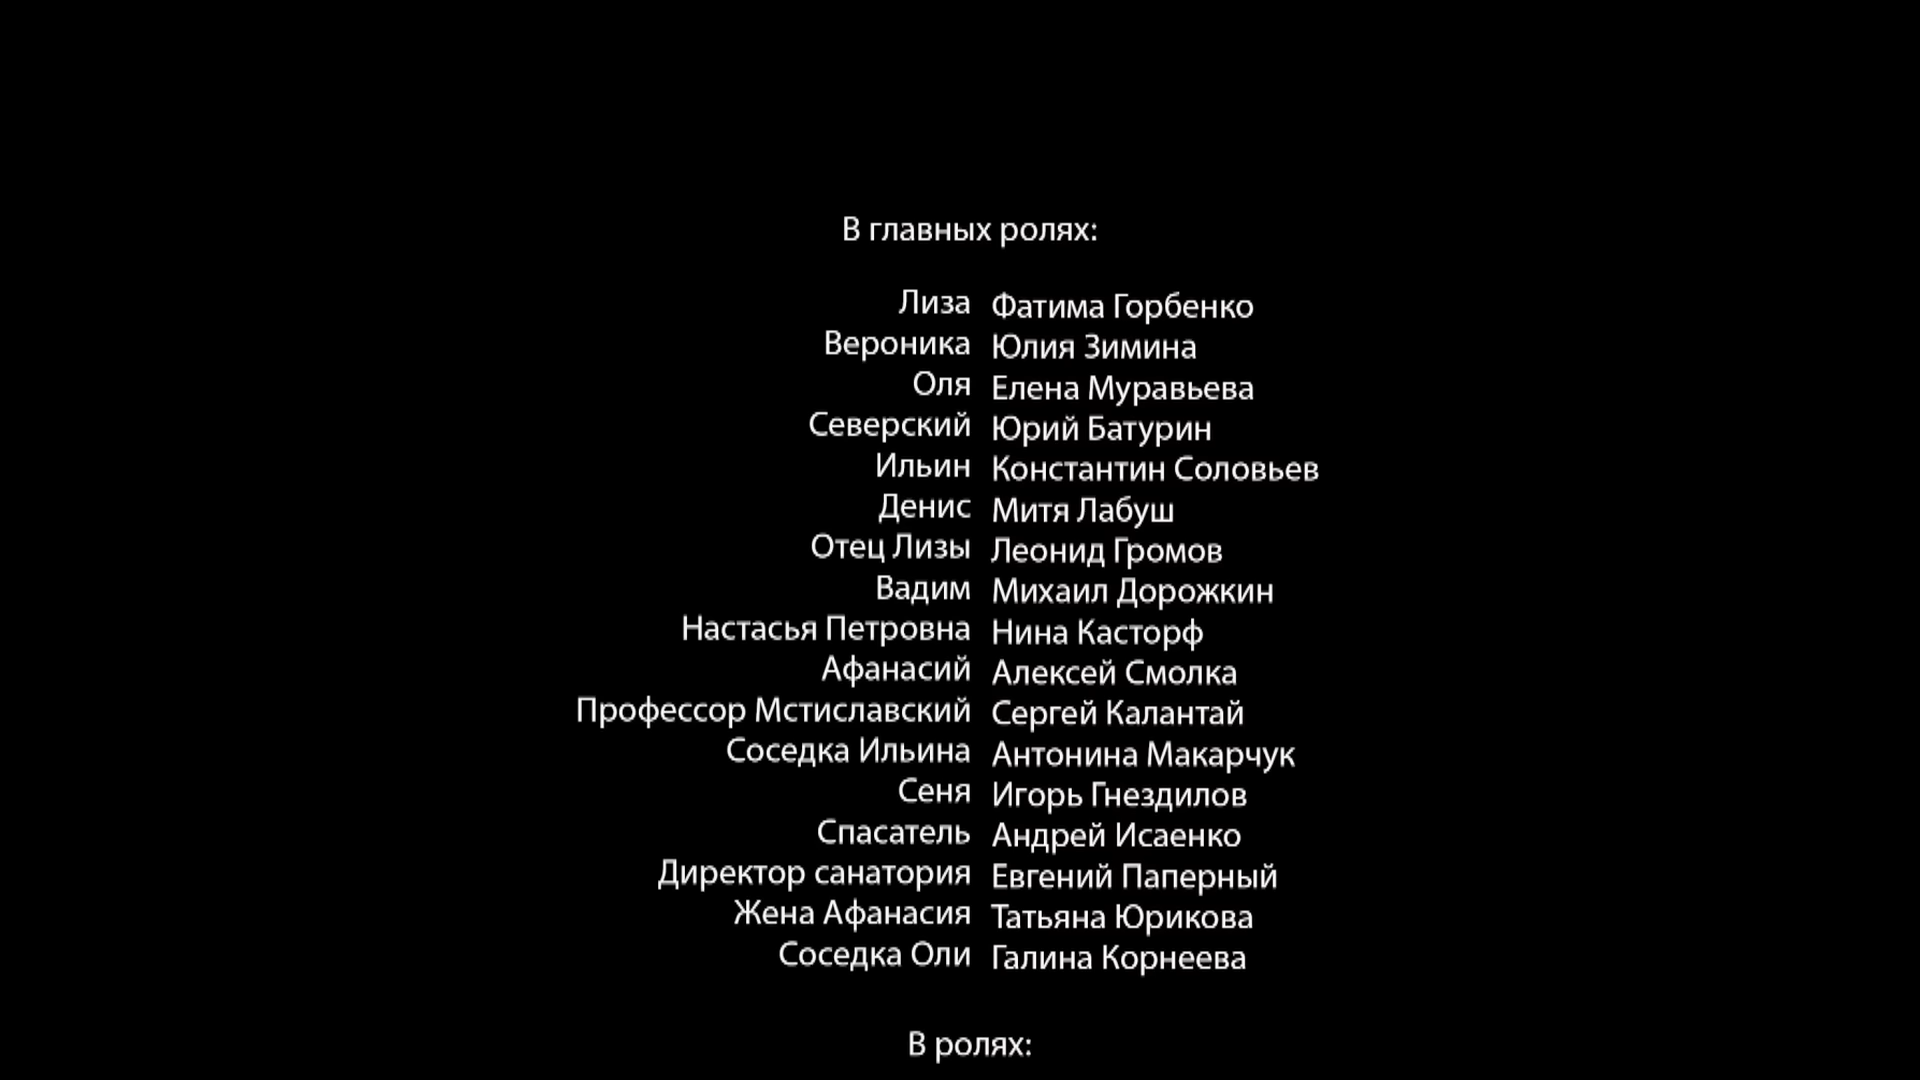 В главных ролях:
Лиза Фатима Горбенко
Вероника Юлия Зимина
Оля Елена Муравьева
Северский Юрий Батурин
Ильин Константин Соловьев
Денис Митя Лабуш
Отец Лизы Леонид Громов
Вадим Михаил Дорожкин
Настасья Петровна Нина Касторф
Афанасий Алексей Смолка
Профессор Мстиславский Сергей Калантай
Соседка Ильина Антонина Макарчук
Сеня Игорь Гнездилов
Спасатель Андрей Исаенко
Директор санатория Евгений Паперный
Жена Афанасия Татьяна Юрикова
Соседка Оли Галина Корнеева
В ролях: